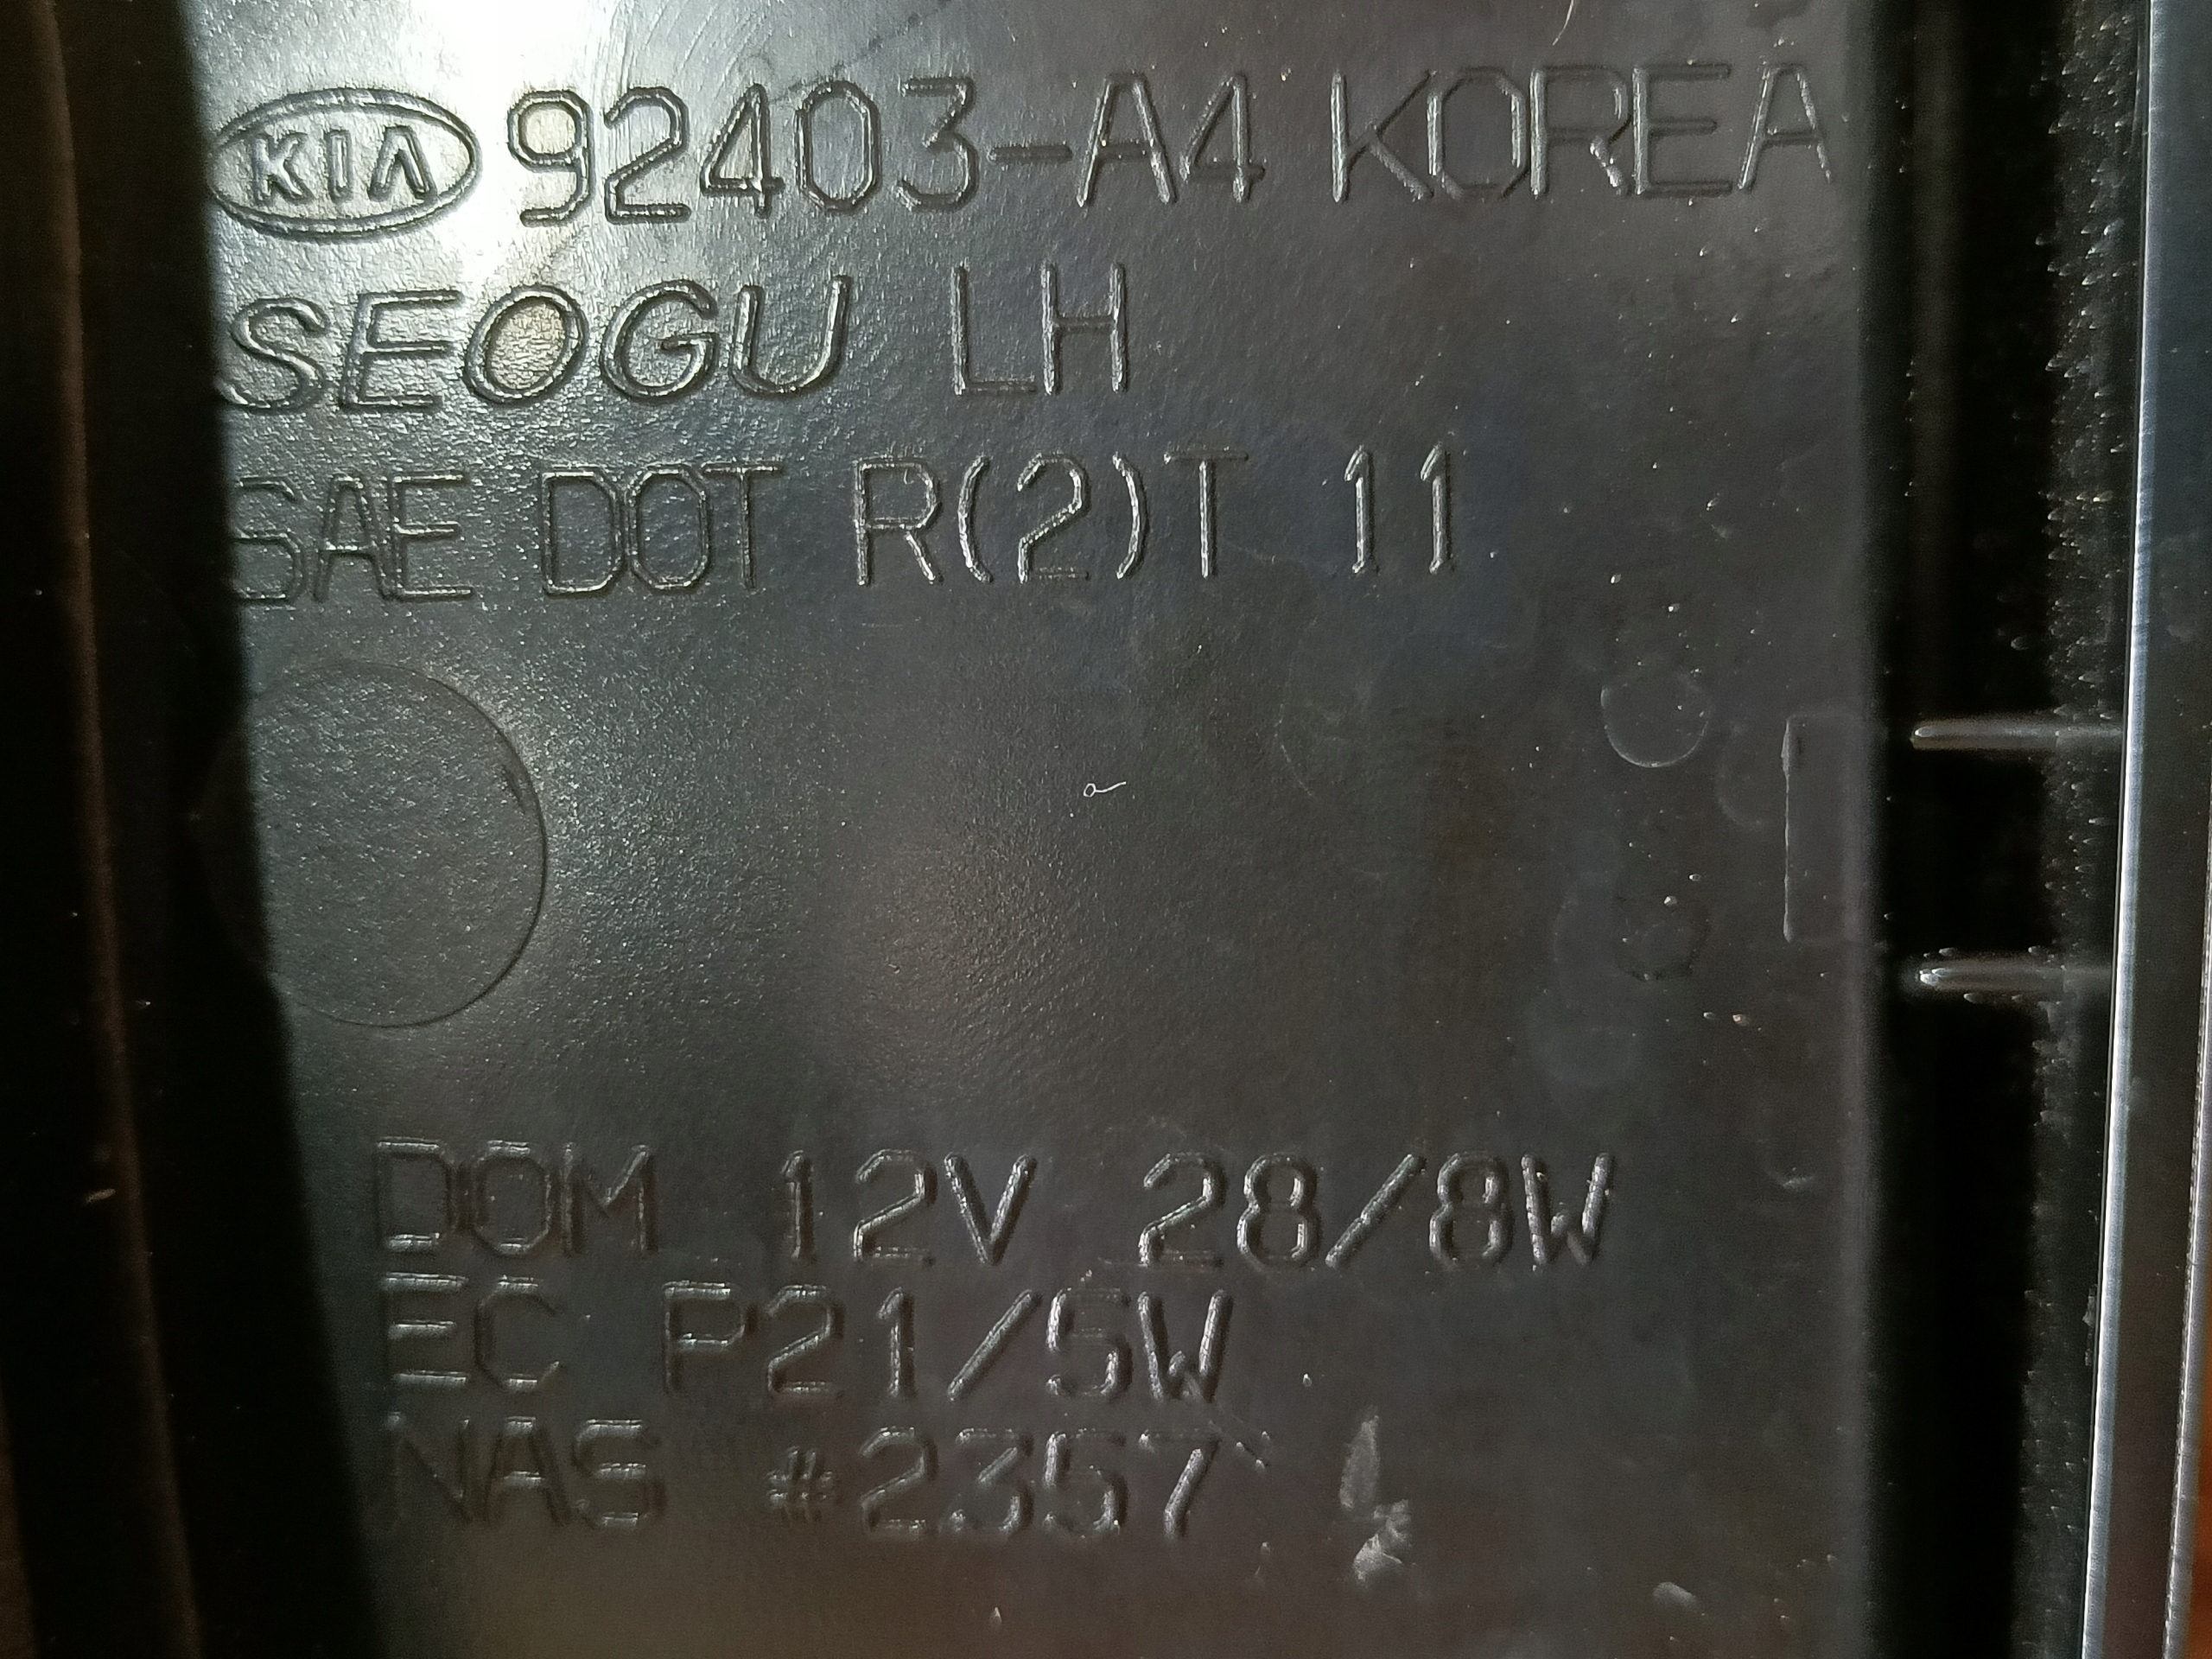 KIA 92403-A4 KOREA
SEOGU LH
SAE DOT R(2)T 11
DOM 12V 28/8W
EC P21/5W
NAS #2357